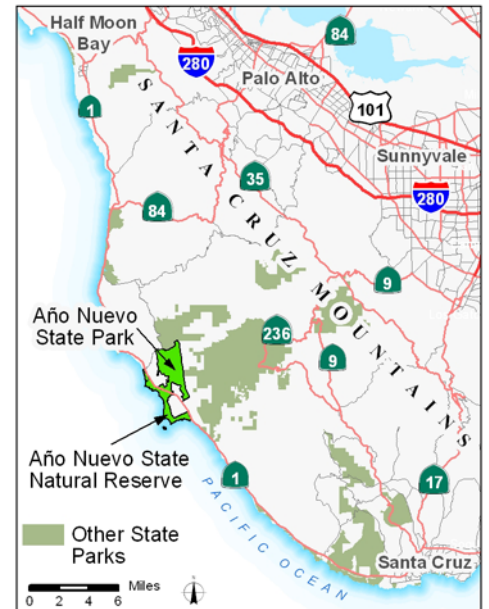 Half Moon
Bay
84
280
Palo Alto
101
1
Sunnyvale
SANTA CRUZ MOUNTAINS
35
280
84
9
Año Nuevo
State Park
236
9
Año Nuevo State
Natural Reserve
1
17
PACIFIC OCEAN
Other State
Parks
Santa Cruz
Miles
0 2 4 6